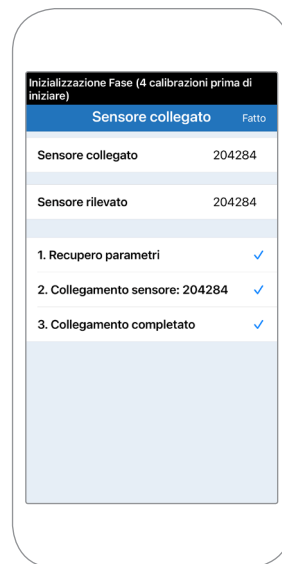 Inizializzazione Fase (4 calibrazioni prima di
iniziare)
Sensore collegato Fatto
Sensore collegato 204284
Sensore rilevato 204284
1. Recupero parametri ✓
2. Collegamento sensore: 204284 ✓
3. Collegamento completato ✓